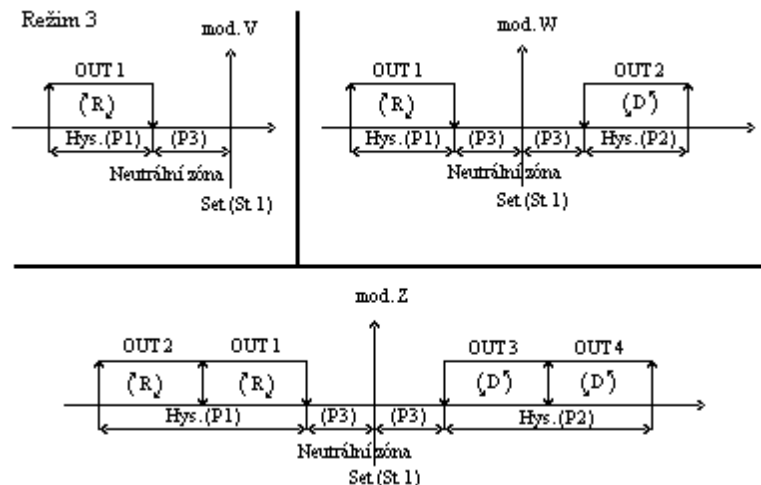 Režim 3
mod. V
OUT 1
(R)
Hys.(P1)
(P3)
Neutrální zóna
Set (St 1)
mod. W
OUT 1
OUT 2
(R)
(D)
Hys.(P1)
(P3)
(P3)
Hys.(P2)
Neutrální zóna
Set (St 1)
mod. Z
OUT 2
OUT 1
OUT 3
OUT 4
(R)
(R)
(D)
(D)
Hys.(P1)
(P3)
(P3)
Hys.(P2)
Neutrální zóna
Set (St 1)